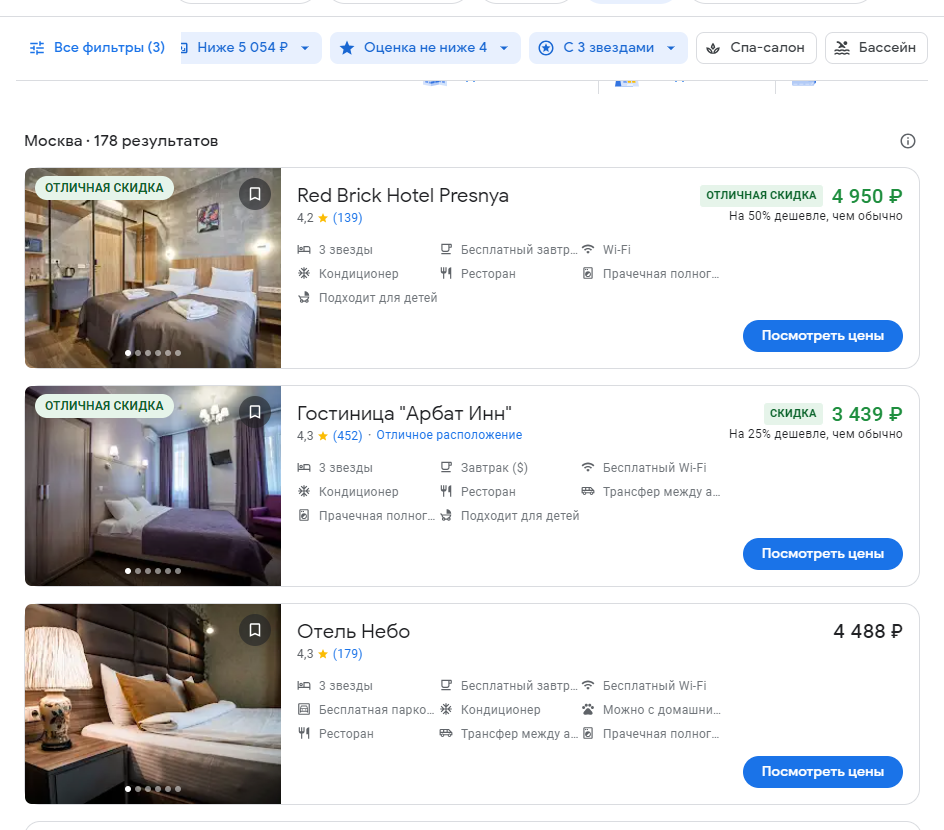 Все фильтры (3)
Ниже 5 054 ₽
Оценка не ниже 4
С 3 звездами
Спа-салон
Бассейн
Москва · 178 результатов
ОТЛИЧНАЯ СКИДКА
Red Brick Hotel Presnya
ОТЛИЧНАЯ СКИДКА 4 950 ₽
4,2 ★ (139)
На 50% дешевле, чем обычно
3 звезды
Бесплатный завтр…
Wi-Fi
Кондиционер
Ресторан
Прачечная полног…
Подходит для детей
Посмотреть цены
ОТЛИЧНАЯ СКИДКА
Гостиница "Арбат Инн"
СКИДКА 3 439 ₽
4,3 ★ (452) · Отличное расположение
На 25% дешевле, чем обычно
3 звезды
Завтрак ($)
Бесплатный Wi-Fi
Кондиционер
Ресторан
Трансфер между а…
Прачечная полног…
Подходит для детей
Посмотреть цены
Отель Небо
4 488 ₽
4,3 ★ (179)
3 звезды
Бесплатный завтр…
Бесплатный Wi-Fi
Бесплатная парко…
Кондиционер
Можно с домашни…
Ресторан
Трансфер между а…
Прачечная полног…
Посмотреть цены